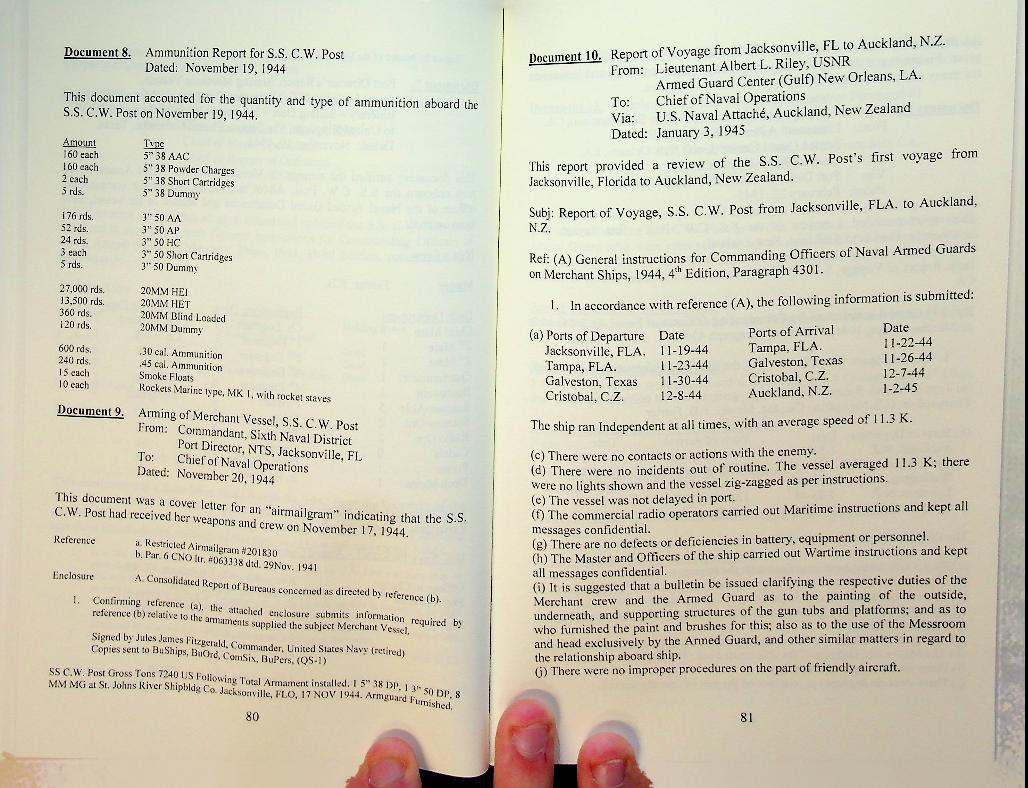 Document 8. Ammunition Report for S.S. C.W. Post
Dated: November 19, 1944
This document accounted for the quantity and type of ammunition aboard the
S.S. C.W. Post on November 19, 1944.
Amount Type
160 each 5" 38 AAC
160 each 5" 38 Powder Charges
2 each 5" 38 Short Cartridges
5 rds. 5" 38 Dummy
176 rds. 3" 50 AA
52 rds. 3" 50 AP
24 rds. 3" 50 HC
3 each 3" 50 Short Cartridges
5 rds. 3" 50 Dummy
27,000 rds. 20MM HEI
13,500 rds. 20MM HET
360 rds. 20MM Blind Loaded
120 rds. 20MM Dummy
600 rds. .30 cal. Ammunition
240 rds. .45 cal. Ammunition
15 each Smoke Floats
10 each Rockets Marine type, MK 1, with rocket staves
Document 9. Arming of Merchant Vessel, S.S. C.W. Post
From: Commandant, Sixth Naval District
Port Director, NTS, Jacksonville, FL
To: Chief of Naval Operations
Dated: November 20, 1944
This document was a cover letter for an "airmailgram" indicating that the S.S.
C.W. Post had received her weapons and crew on November 17, 1944.
Reference a. Restricted Airmailgram #201830
b. Par. 6 CNO ltr. #063338 dtd. 29Nov. 1941
Enclosure A. Consolidated Report of Bureaus concerned as directed by reference (b).
1. Confirming reference (a), the attached enclosure submits information required by
reference (b) relative to the armaments supplied the subject Merchant Vessel.
Signed by Jules James Fitzgerald, Commander, United States Navy (retired)
Copies sent to BuShips, BuOrd, ComSix, BuPers, (QS-1)
SS C.W. Post Gross Tons 7240 US Following Total Armament installed. 1 5" 38 DP, 1 3" 50 DP, 8
MM MG at St. Johns River Shipbldg Co. Jacksonville, FLO, 17 NOV 1944. Armguard Furnished.
80
Document 10. Report of Voyage from Jacksonville, FL to Auckland, N.Z.
From: Lieutenant Albert L. Riley, USNR
Armed Guard Center (Gulf) New Orleans, LA.
To: Chief of Naval Operations
Via: U.S. Naval Attaché, Auckland, New Zealand
Dated: January 3, 1945
This report provided a review of the S.S. C.W. Post's first voyage from
Jacksonville, Florida to Auckland, New Zealand.
Subj: Report of Voyage, S.S. C.W. Post from Jacksonville, FLA. to Auckland,
N.Z.
Ref: (A) General instructions for Commanding Officers of Naval Armed Guards
on Merchant Ships, 1944, 4th Edition, Paragraph 4301.
1. In accordance with reference (A), the following information is submitted:
(a) Ports of Departure Date Ports of Arrival Date
Jacksonville, FLA. 11-19-44 Tampa, FLA. 11-22-44
Tampa, FLA. 11-23-44 Galveston, Texas 11-26-44
Galveston, Texas 11-30-44 Cristobal, C.Z. 12-7-44
Cristobal, C.Z. 12-8-44 Auckland, N.Z. 1-2-45
The ship ran Independent at all times, with an average speed of 11.3 K.
(c) There were no contacts or actions with the enemy.
(d) There were no incidents out of routine. The vessel averaged 11.3 K; there
were no lights shown and the vessel zig-zagged as per instructions.
(e) The vessel was not delayed in port.
(f) The commercial radio operators carried out Maritime instructions and kept all
messages confidential.
(g) There are no defects or deficiencies in battery, equipment or personnel.
(h) The Master and Officers of the ship carried out Wartime instructions and kept
all messages confidential.
(i) It is suggested that a bulletin be issued clarifying the respective duties of the
Merchant crew and the Armed Guard as to the painting of the outside,
underneath, and supporting structures of the gun tubs and platforms; and as to
who furnished the paint and brushes for this; also as to the use of the Messroom
and head exclusively by the Armed Guard, and other similar matters in regard to
the relationship aboard ship.
(j) There were no improper procedures on the part of friendly aircraft.
81